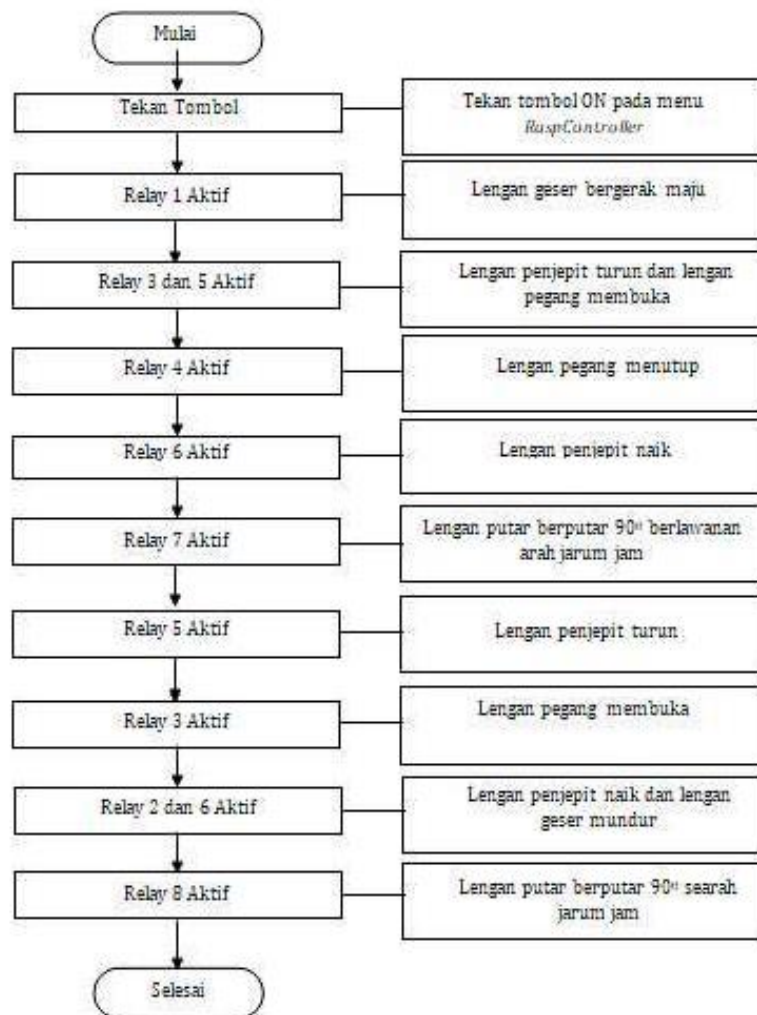 Mulai
Tekan Tombol
Tekan tombol ON pada menu
RaspController
Relay 1 Aktif
Lengan geser bergerak maju
Relay 3 dan 5 Aktif
Lengan penjepit turun dan lengan
pegang membuka
Relay 4 Aktif
Lengan pegang menutup
Relay 6 Aktif
Lengan penjepit naik
Relay 7 Aktif
Lengan putar berputar 90⁰ berlawanan
arah jarum jam
Relay 5 Aktif
Lengan penjepit turun
Relay 3 Aktif
Lengan pegang membuka
Relay 2 dan 6 Aktif
Lengan penjepit naik dan lengan
geser mundur
Relay 8 Aktif
Lengan putar berputar 90⁰ searah
jarum jam
Selesai